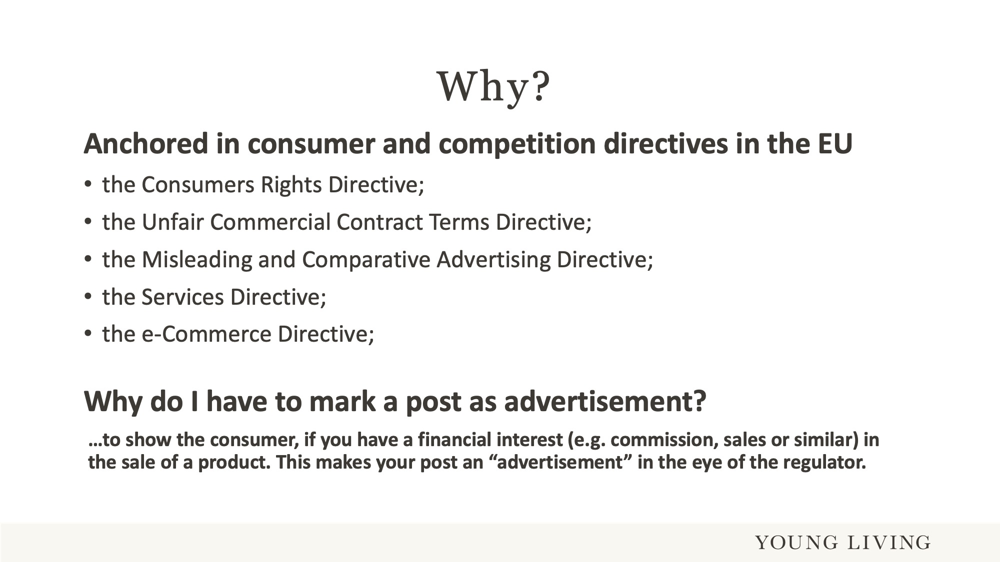 Why?
Anchored in consumer and competition directives in the EU
• the Consumers Rights Directive;
• the Unfair Commercial Contract Terms Directive;
• the Misleading and Comparative Advertising Directive;
• the Services Directive;
• the e-Commerce Directive;
Why do I have to mark a post as advertisement?
…to show the consumer, if you have a financial interest (e.g. commission, sales or similar) in
the sale of a product. This makes your post an “advertisement” in the eye of the regulator.
YOUNG LIVING